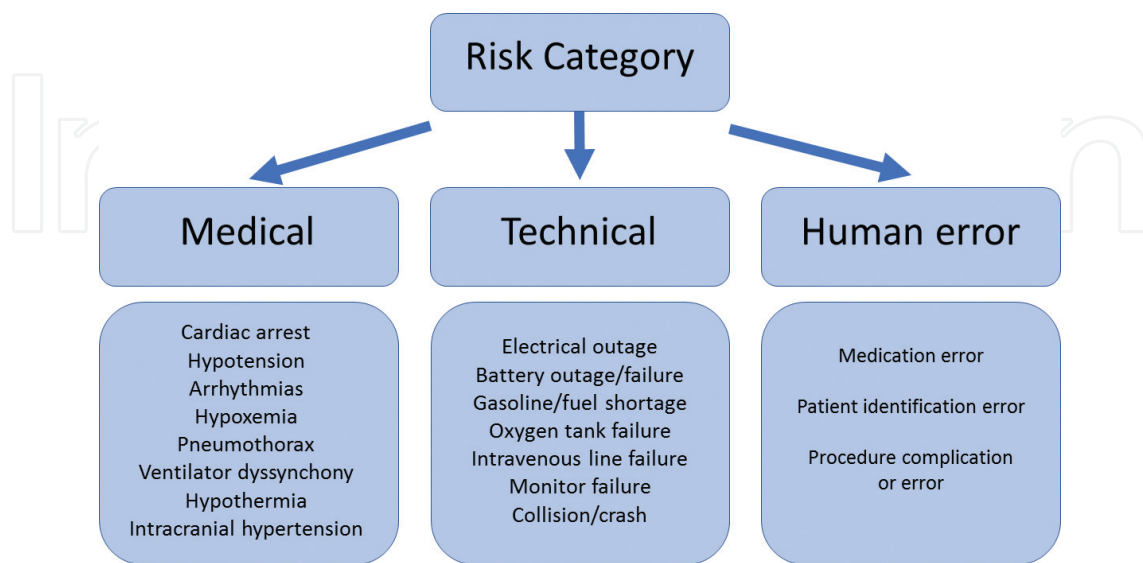 Risk Category
Medical
Technical
Human error
Cardiac arrest
Hypotension
Arrhythmias
Hypoxemia
Pneumothorax
Ventilator dyssynchony
Hypothermia
Intracranial hypertension
Electrical outage
Battery outage/failure
Gasoline/fuel shortage
Oxygen tank failure
Intravenous line failure
Monitor failure
Collision/crash
Medication error
Patient identification error
Procedure complication
or error